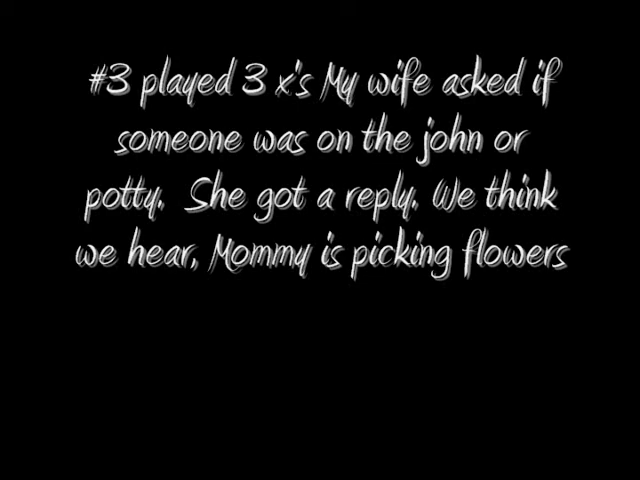 #3 played 3 x's My wife asked if
someone was on the john or
potty.  She got a reply. We think
we hear, Mommy is picking flowers